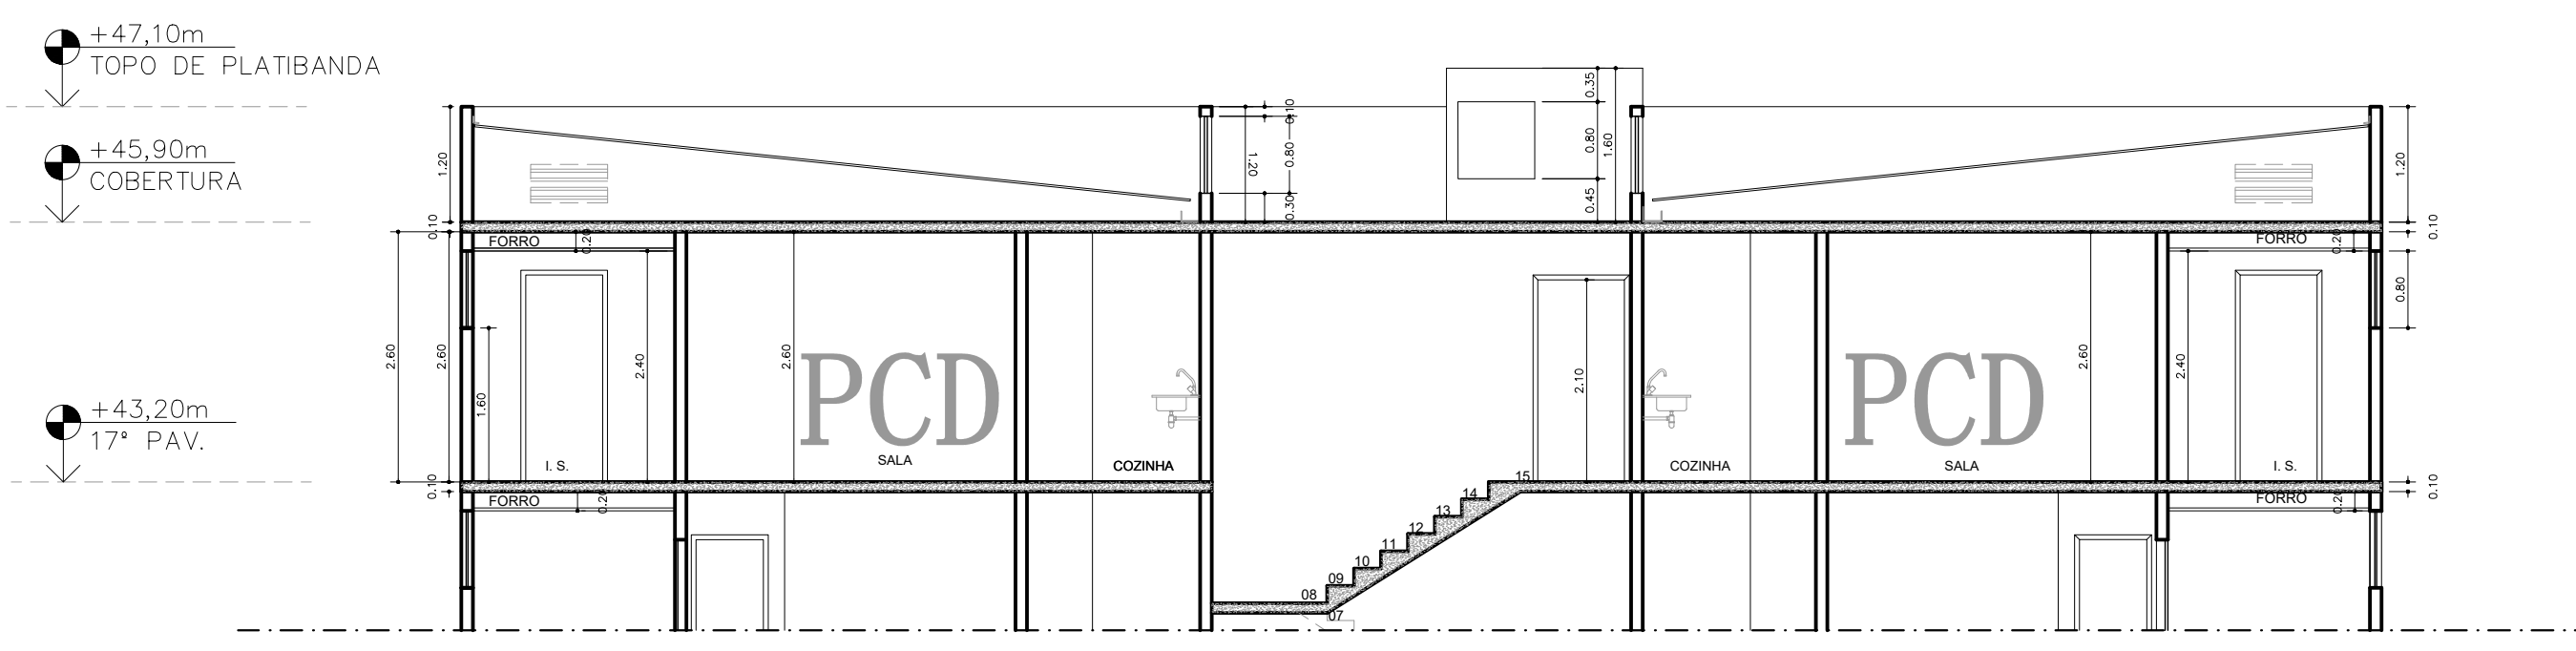 +47,10m
TOPO DE PLATIBANDA
+45,90m
COBERTURA
+43,20m
17º PAV.
1.20
0.10
0.80
1.20
0.30
0.35
0.80
1.60
0.45
1.20
0.10
0.10
FORRO
0.20
FORRO
0.20
0.10
2.60
2.60
1.60
2.40
2.60
PCD
2.10
PCD
2.60
2.40
0.80
I. S.
SALA
COZINHA
COZINHA
SALA
I. S.
0.10
FORRO
0.20
15
14
13
12
11
10
09
08
07
FORRO
0.20
0.10